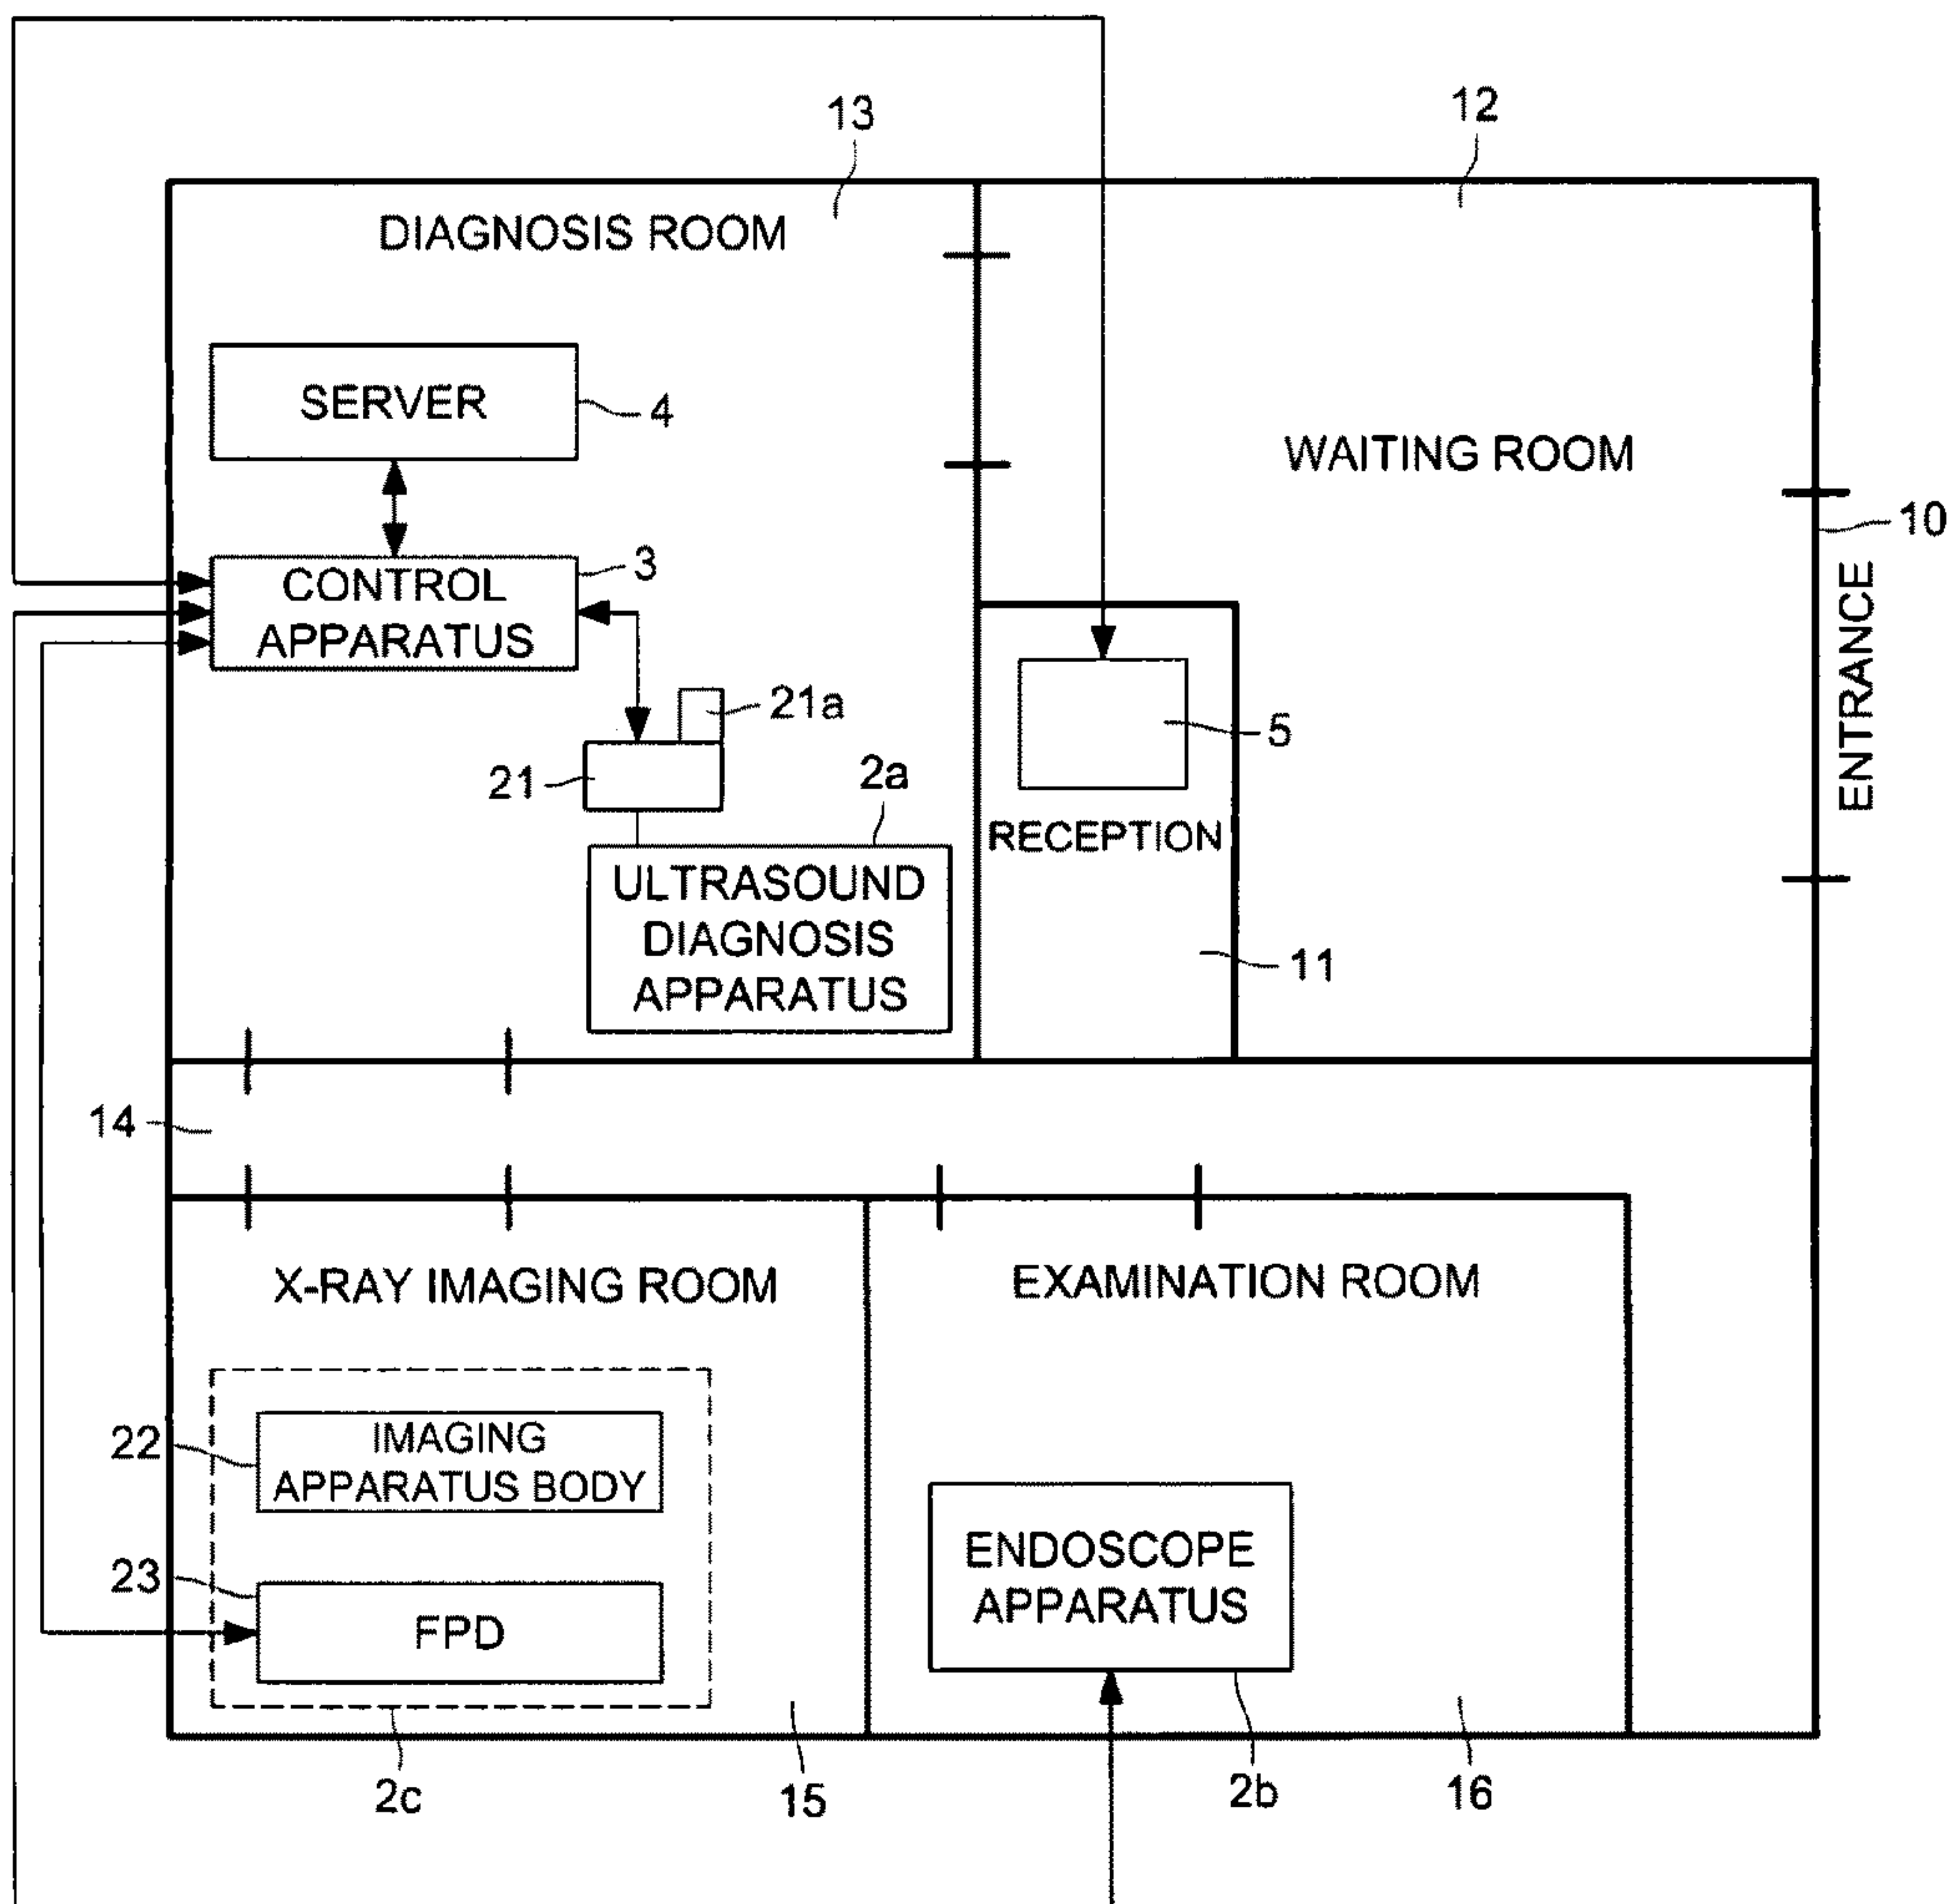 13
12
DIAGNOSIS ROOM
SERVER
4
WAITING ROOM
10
ENTRANCE
3
CONTROL
APPARATUS
21a
21
2a
5
RECEPTION
ULTRASOUND
DIAGNOSIS
APPARATUS
11
14
X-RAY IMAGING ROOM
EXAMINATION ROOM
22
IMAGING
APPARATUS BODY
23
FPD
ENDOSCOPE
APPARATUS
2c
15
2b
16